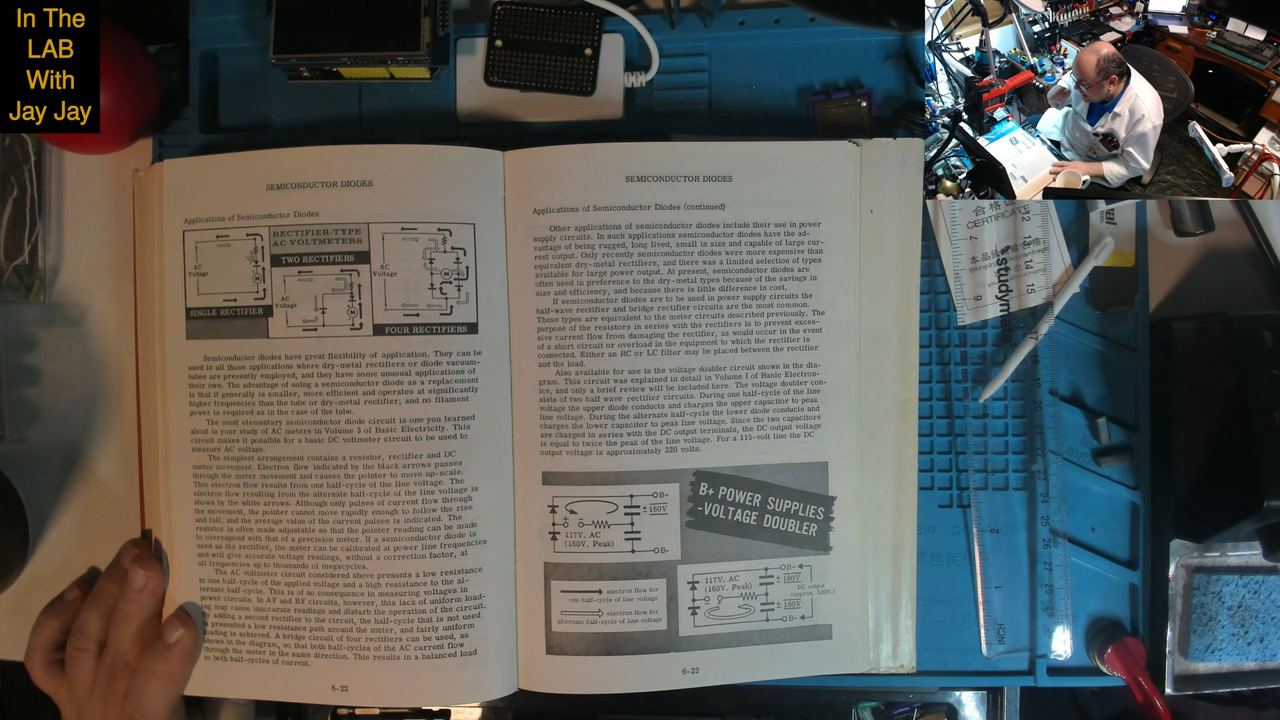 In The
LAB
With
Jay Jay
SEMICONDUCTOR DIODES
Applications of Semiconductor Diodes
RECTIFIER-TYPE
AC VOLTMETERS
TWO RECTIFIERS
AC
Voltage
AC
Voltage
AC
Voltage
SINGLE RECTIFIER
FOUR RECTIFIERS
Semiconductor diodes have great flexibility of application. They can be
used in all those applications where dry-metal rectifiers or diode vacuum-
tubes are presently employed, and they have some unusual applications of
their own. The advantage of using a semiconductor diode as a replacement
is that it generally is smaller, more efficient and operates at significantly
higher frequencies than the tube or dry-metal rectifier; and no filament
power is required as in the case of the tube.
The most elementary semiconductor diode circuit is one you learned
about in your study of AC meters in Volume 3 of Basic Electricity. This
circuit makes it possible for a basic DC voltmeter circuit to be used to
measure AC voltage.
The simplest arrangement contains a resistor, rectifier and DC
meter movement. Electron flow indicated by the black arrows passes
through the meter movement and causes the pointer to move up-scale.
This electron flow results from one half-cycle of the line voltage. The
electron flow resulting from the alternate half-cycle of the line voltage is
shown by the white arrows. Although only pulses of current flow through
the movement, the pointer cannot move rapidly enough to follow the rise
and fall; and the average value of the current pulses is indicated. The
resistor is often made adjustable so that the pointer reading can be made
to correspond with that of a precision meter. If a semiconductor diode is
used as the rectifier, the meter can be calibrated at power line frequencies
and will give accurate voltage readings, without a correction factor, at
all frequencies up to thousands of megacycles.
The AC voltmeter circuit considered above presents a low resistance
to one half-cycle of the applied voltage and a high resistance to the al-
ternate half-cycle. This is of no consequence in measuring voltages in
power circuits. In AF and RF circuits, however, this lack of uniform load-
ing may cause inaccurate readings and disturb the operation of the circuit.
By adding a second rectifier to the circuit, the half-cycle that is not used
is presented a low resistance path around the meter, and fairly uniform
loading is achieved. A bridge circuit of four rectifiers can be used, as
shown in the diagram, so that both half-cycles of the AC current flow
through the meter in the same direction. This results in a balanced load
to both half-cycles of current.
6-22
SEMICONDUCTOR DIODES
Applications of Semiconductor Diodes (continued)
Other applications of semiconductor diodes include their use in power
supply circuits. In such applications semiconductor diodes have the ad-
vantage of being rugged, long lived, small in size and capable of large cur-
rent output. Only recently semiconductor diodes were more expensive than
equivalent dry-metal rectifiers, and there was a limited selection of types
available for large power output. At present, semiconductor diodes are
often used in preference to the dry-metal types because of the savings in
size and efficiency, and because there is little difference in cost.
If semiconductor diodes are to be used in power supply circuits the
half-wave rectifier and bridge rectifier circuits are the most common.
These types are equivalent to the meter circuits described previously. The
purpose of the resistors in series with the rectifiers is to prevent exces-
sive current flow from damaging the rectifier, as would occur in the event
of a short circuit or overload in the equipment to which the rectifier is
connected. Either an RC or LC filter may be placed between the rectifier
and the load.
Also available for use is the voltage doubler circuit shown in the dia-
gram. This circuit was explained in detail in Volume I of Basic Electron-
ics, and only a brief review will be included here. The voltage doubler con-
sists of two half wave rectifier circuits. During one half-cycle of the line
voltage the upper diode conducts and charges the upper capacitor to peak
line voltage. During the alternate half-cycle the lower diode conducts and
charges the lower capacitor to peak line voltage. Since the two capacitors
are charged in series with the DC output terminals, the DC output voltage
is equal to twice the peak of the line voltage. For a 115-volt line the DC
output voltage is approximately 320 volts.
B+
± 160V
117V. AC
(160V. Peak)
B-
B+ POWER SUPPLIES
-VOLTAGE DOUBLER
electron flow for
one half-cycle of line voltage
electron flow for
alternate half-cycle of line voltage
117V. AC
(160V. Peak)
B+
± 160V
DC output
(approx. 320V.)
± 160V
B-
6-23
合格证
CERTIFICATE
studyme
INCH